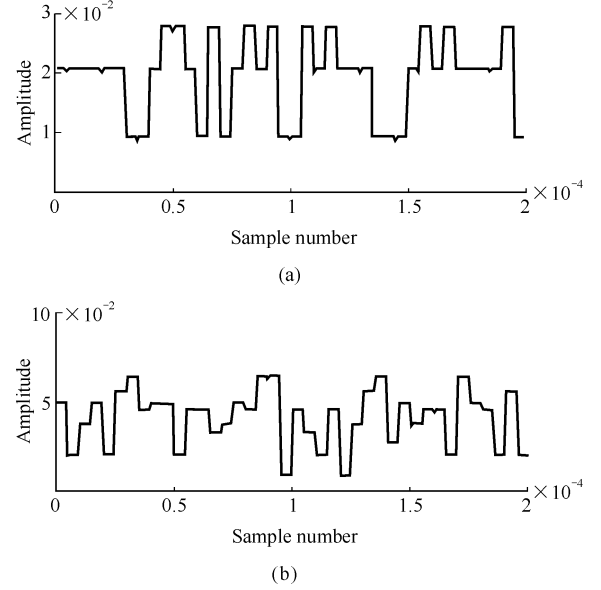 3 ×10⁻²
2
1
Amplitude
0 0.5 1 1.5 2 ×10⁻⁴
Sample number
(a)
10 ×10⁻²
5
Amplitude
0 0.5 1 1.5 2 ×10⁻⁴
Sample number
(b)